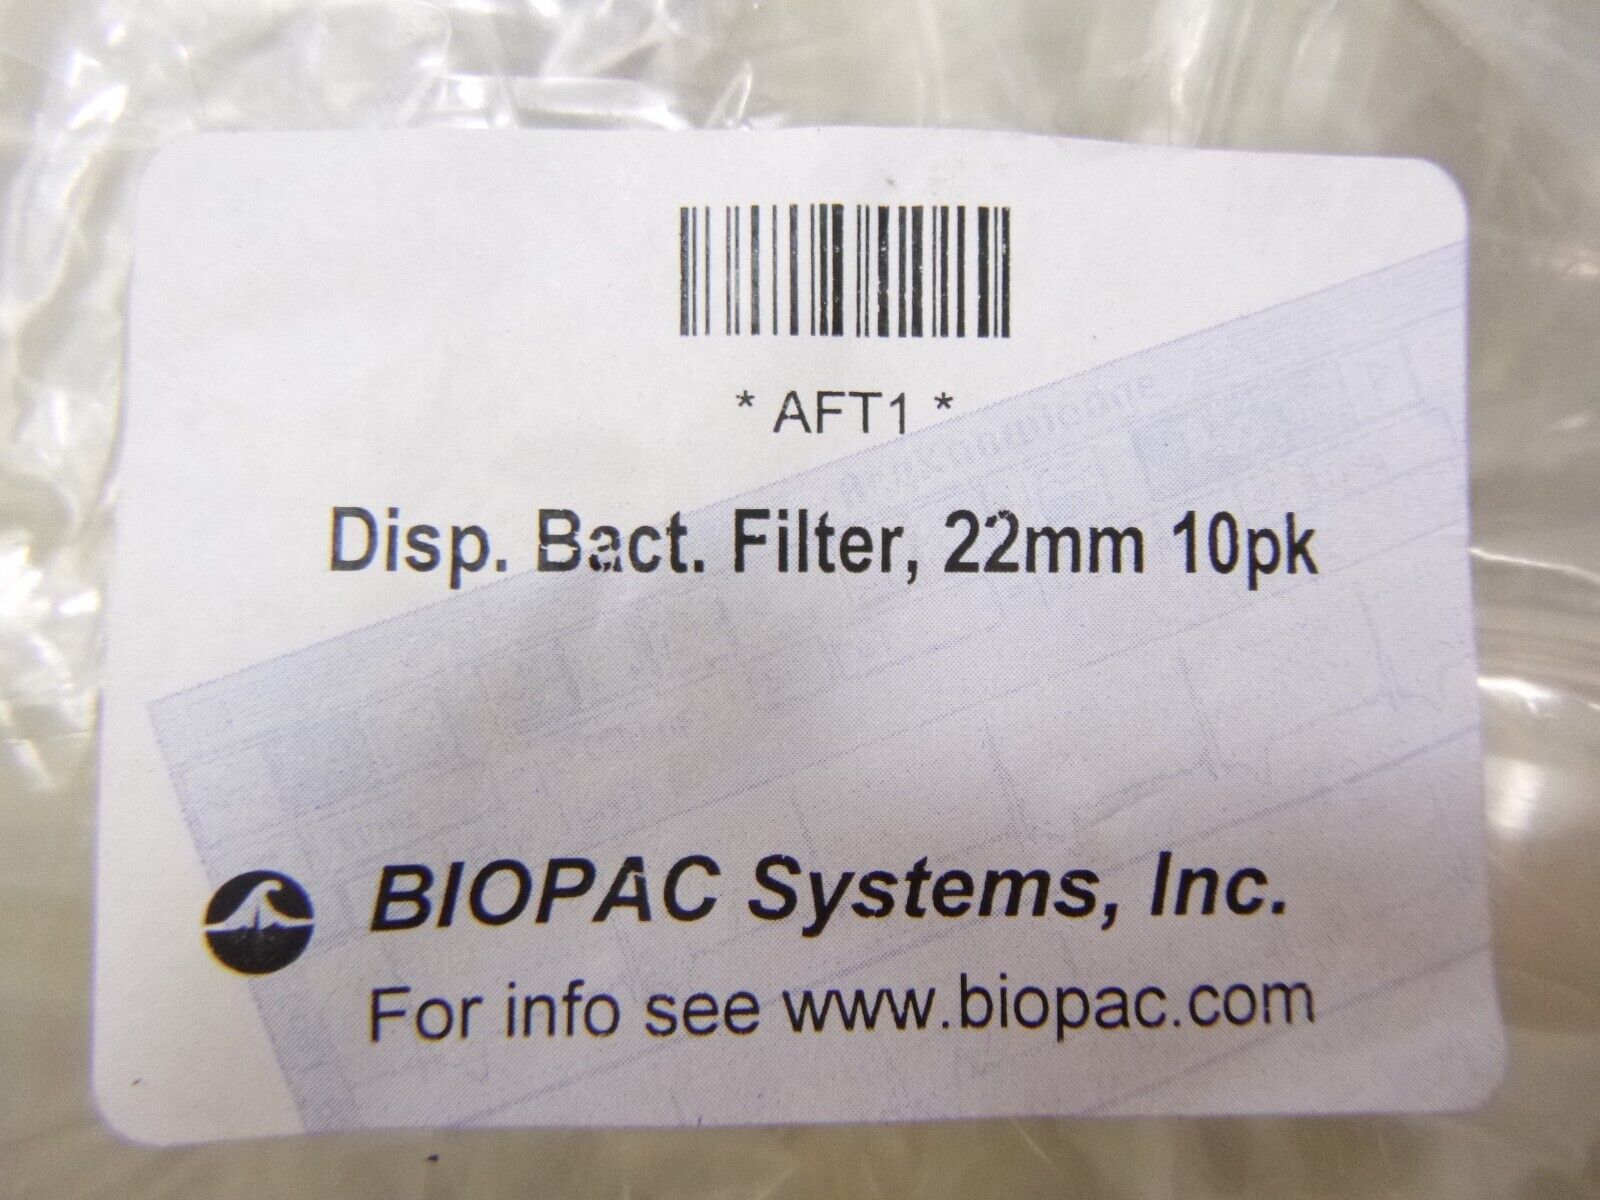 * AFT1 *
Disp. Bact. Filter, 22mm 10pk
BIOPAC Systems, Inc.
For info see www.biopac.com